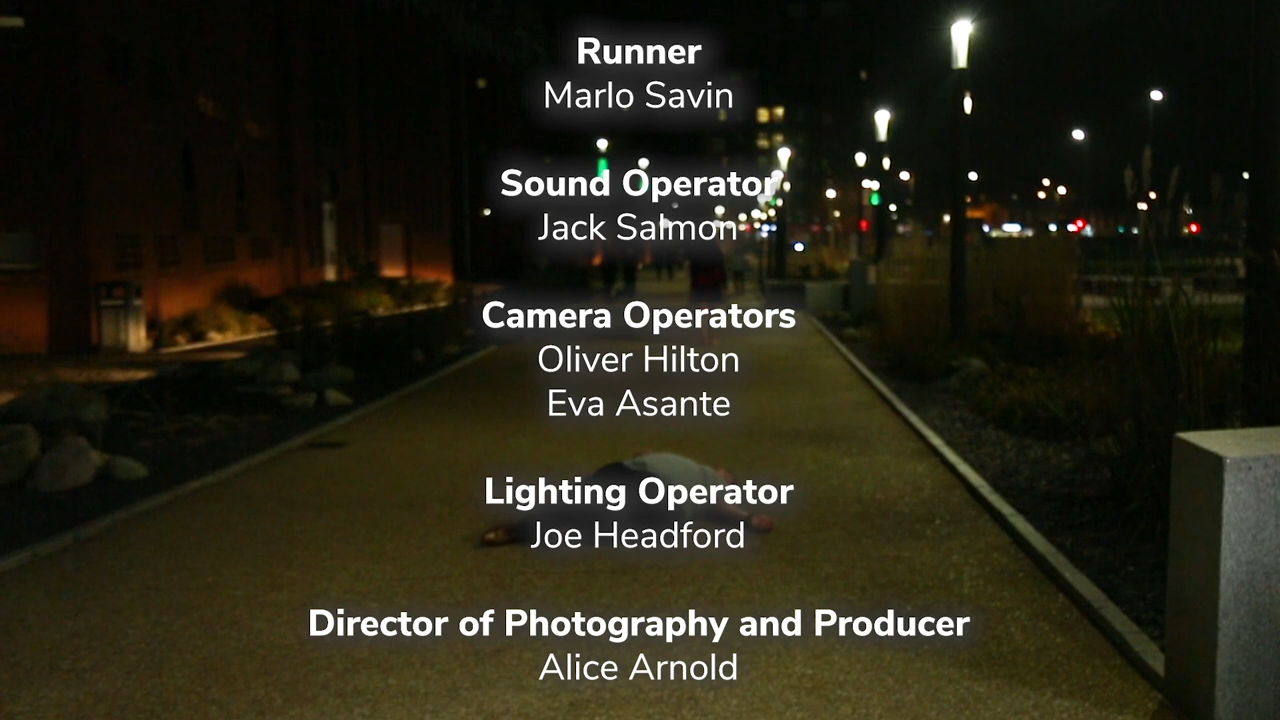 Runner
Marlo Savin
Sound Operator
Jack Salmon
Camera Operators
Oliver Hilton
Eva Asante
Lighting Operator
Joe Headford
Director of Photography and Producer
Alice Arnold